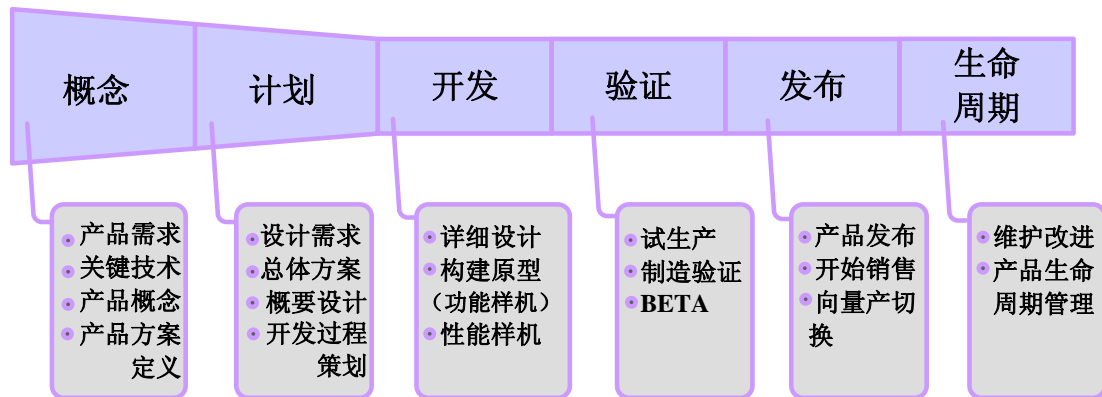 概念
计划
开发
验证
发布
生命
周期
产品需求
关键技术
产品概念
产品方案
定义
设计需求
总体方案
概要设计
开发过程
策划
详细设计
构建原型
（功能样机）
性能样机
试生产
制造验证
BETA
产品发布
开始销售
向量产切
换
维护改进
产品生命
周期管理